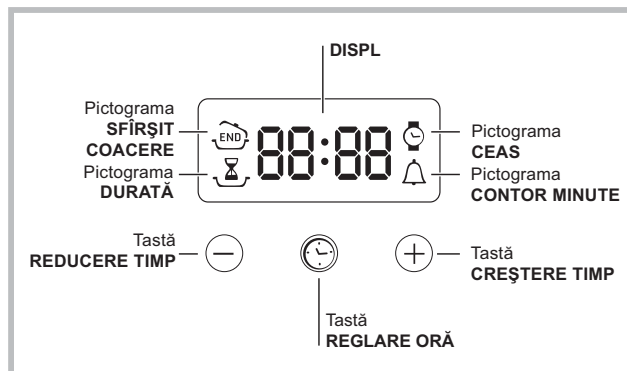 DISPL
Pictograma
SFÎRŞIT
COACERE
Pictograma
DURATĂ
END
88:88
Pictograma
CEAS
Pictograma
CONTOR MINUTE
Tastă
REDUCERE TIMP
Tastă
CREŞTERE TIMP
Tastă
REGLARE ORĂ